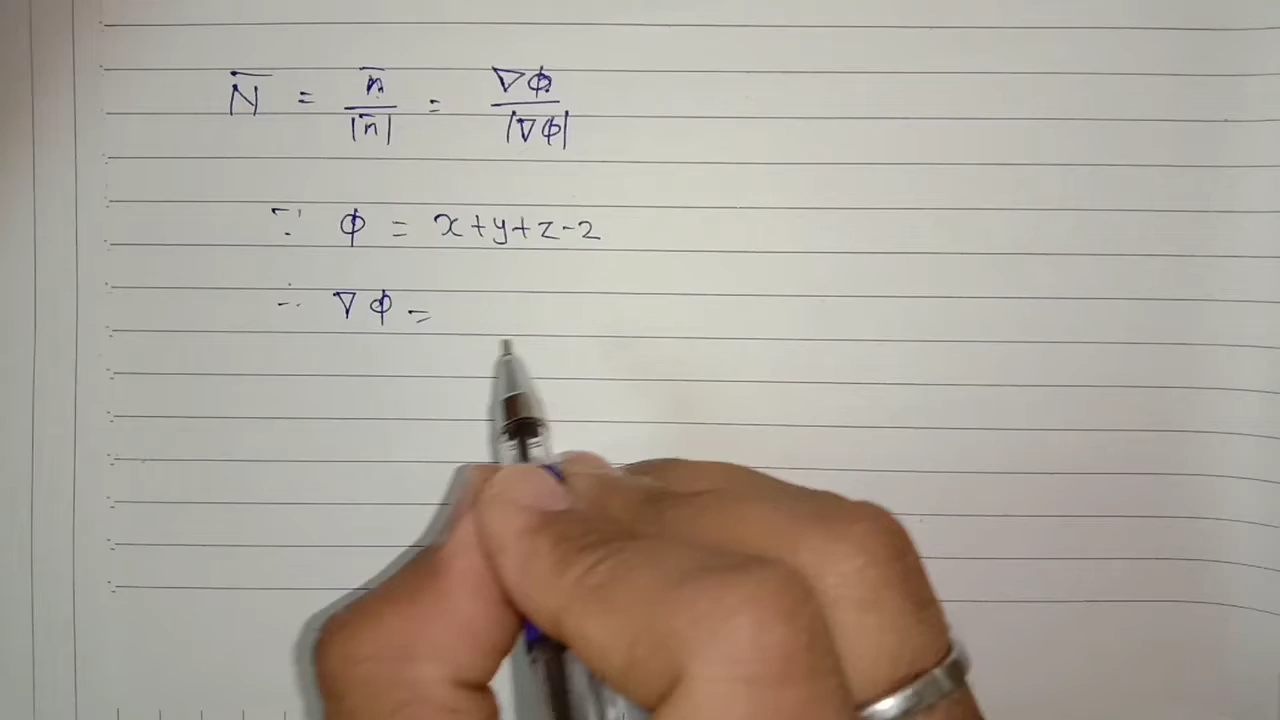 N̅ = n̅/|n̅| = ∇φ/|∇φ|
∵ φ = x+y+z-2
∴ ∇φ =